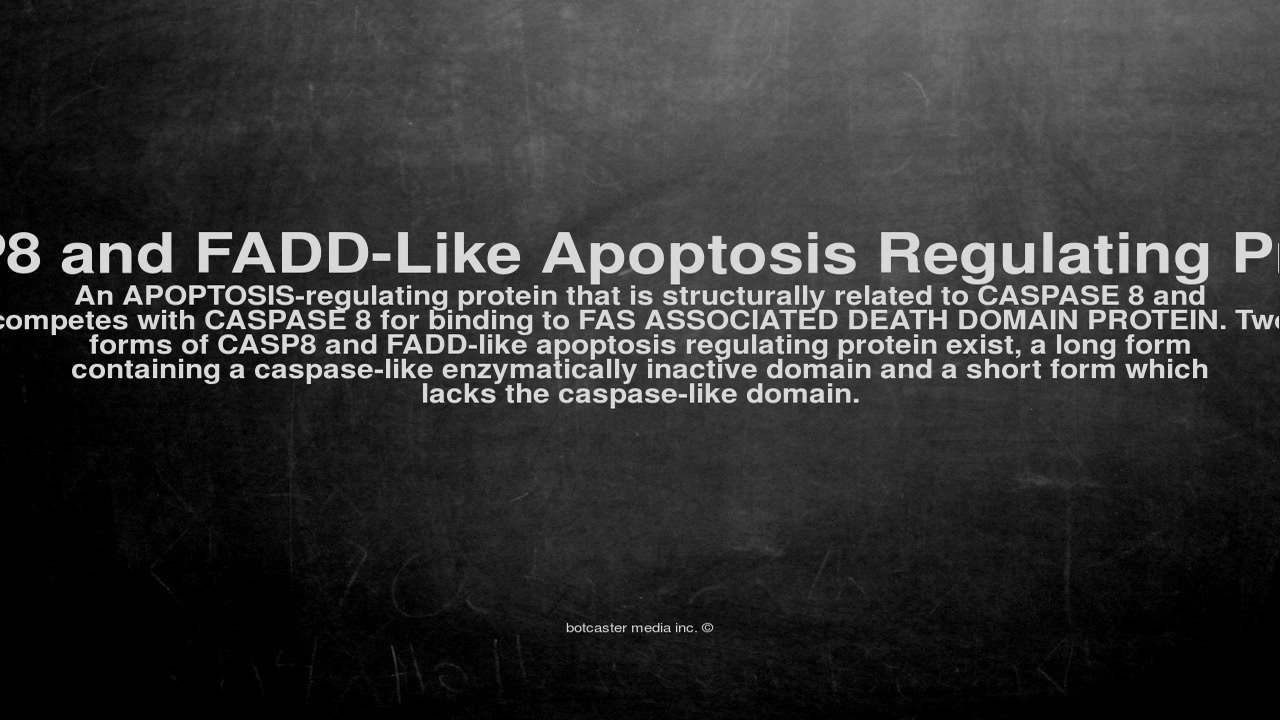 P8 and FADD-Like Apoptosis Regulating P
An APOPTOSIS-regulating protein that is structurally related to CASPASE 8 and
competes with CASPASE 8 for binding to FAS ASSOCIATED DEATH DOMAIN PROTEIN. Two
forms of CASP8 and FADD-like apoptosis regulating protein exist, a long form
containing a caspase-like enzymatically inactive domain and a short form which
lacks the caspase-like domain.
botcaster media inc. ©